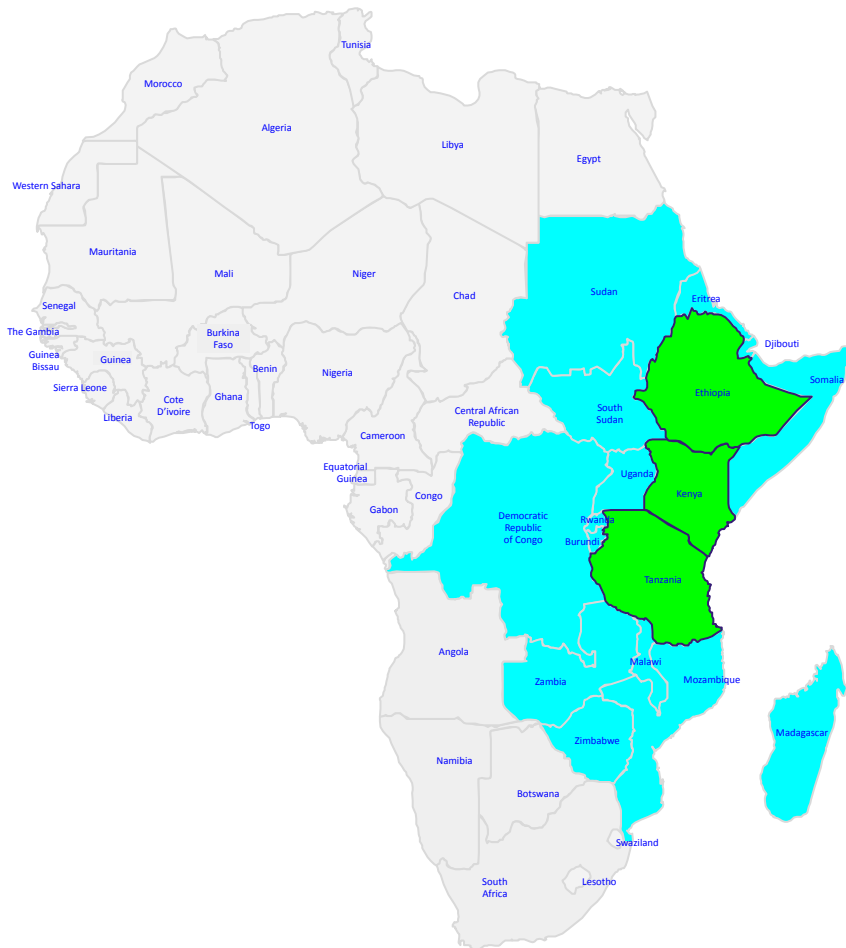 Tunisia
Morocco
Algeria
Libya
Egypt
Western Sahara
Mauritania
Mali
Niger
Chad
Sudan
Eritrea
Senegal
The Gambia
Guinea
Bissau
Guinea
Burkina
Faso
Benin
Nigeria
Djibouti
Somalia
Sierra Leone
Liberia
Cote
D'ivoire
Ghana
Togo
Ethiopia
Central African
Republic
South
Sudan
Cameroon
Equatorial
Guinea
Gabon
Congo
Uganda
Kenya
Democratic
Republic
of Congo
Rwanda
Burundi
Tanzania
Angola
Zambia
Malawi
Mozambique
Zimbabwe
Madagascar
Namibia
Botswana
Swaziland
South
Africa
Lesotho